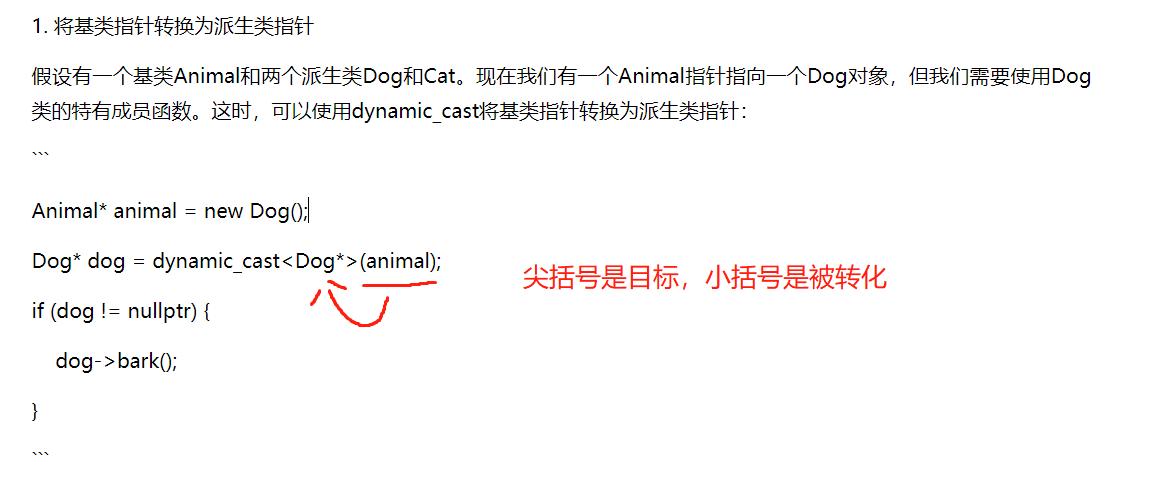 1. 将基类指针转换为派生类指针
假设有一个基类Animal和两个派生类Dog和Cat。现在我们有一个Animal指针指向一个Dog对象，但我们需要使用Dog
类的特有成员函数。这时，可以使用dynamic_cast将基类指针转换为派生类指针：
```
Animal* animal = new Dog();
Dog* dog = dynamic_cast<Dog*>(animal);
尖括号是目标，小括号是被转化
if (dog != nullptr) {
    dog->bark();
}
```